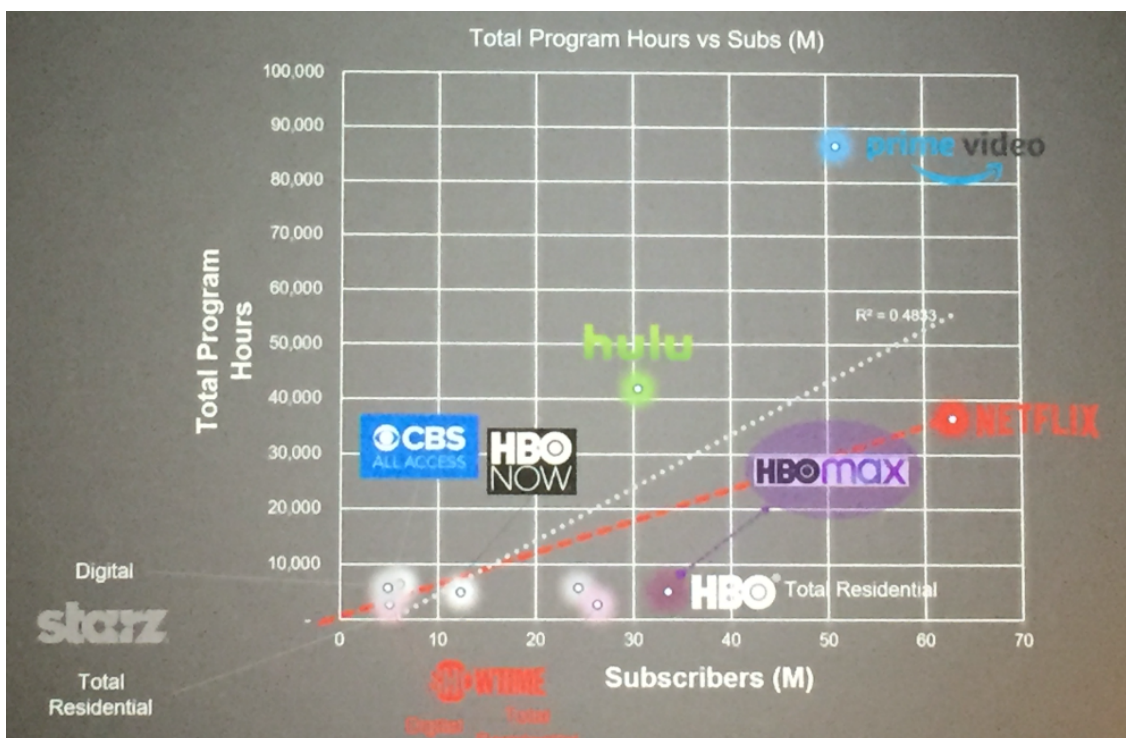 Total Program Hours vs Subs (M)
100,000
90,000
80,000
70,000
60,000
50,000
40,000
30,000
20,000
10,000
-
Total Program
Hours
prime video
R² = 0.4833
hulu
NETFLIX
CBS
ALL ACCESS
HBO
NOW
HBOmax
Digital
starz
Total
Residential
HBO® Total Residential
0 10 20 30 40 50 60 70
Subscribers (M)
SHOWTIME
Digital Total